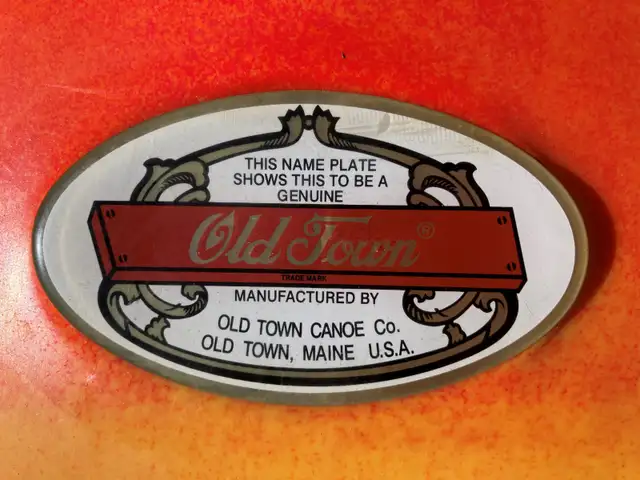 THIS NAME PLATE
SHOWS THIS TO BE A
GENUINE
Old Town®
TRADE MARK
MANUFACTURED BY
OLD TOWN CANOE Co.
OLD TOWN, MAINE U.S.A.